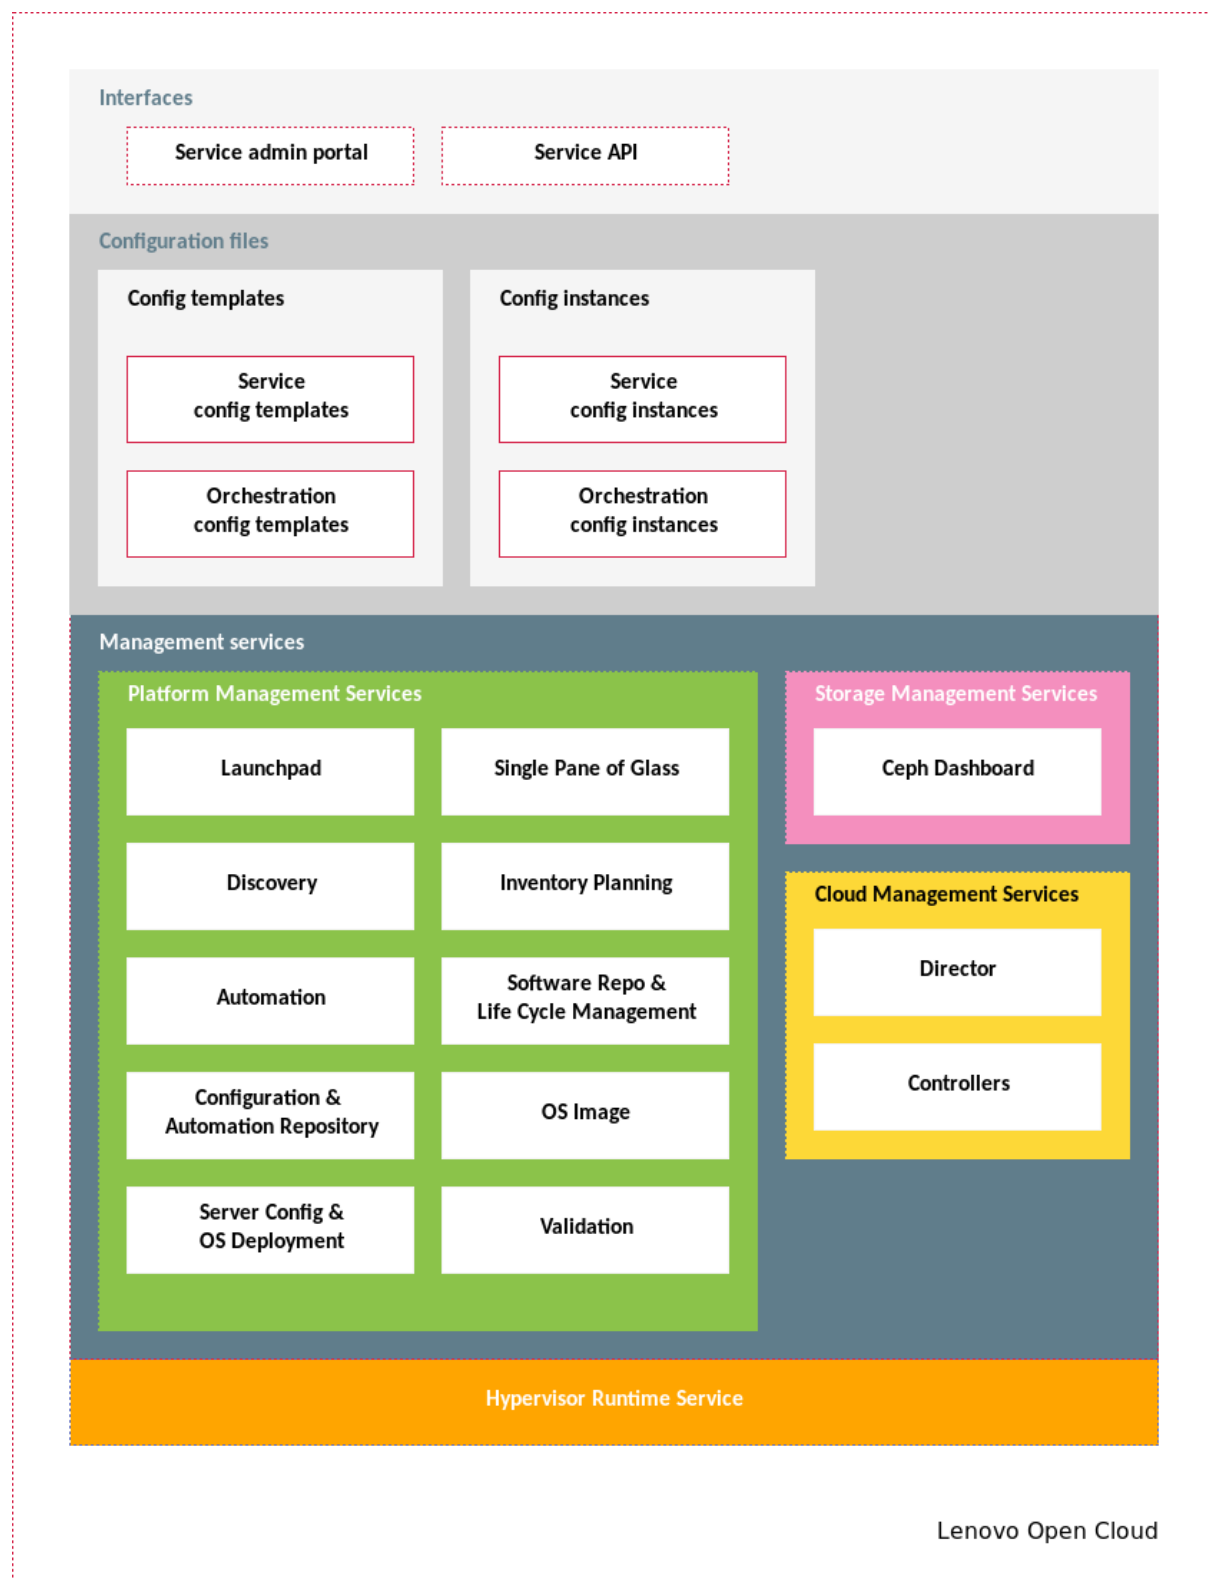 Interfaces
Service admin portal
Service API
Configuration files
Config templates
Service
config templates
Orchestration
config templates
Config instances
Service
config instances
Orchestration
config instances
Management services
Platform Management Services
Launchpad
Single Pane of Glass
Discovery
Inventory Planning
Automation
Software Repo &
Life Cycle Management
Configuration &
Automation Repository
OS Image
Server Config &
OS Deployment
Validation
Storage Management Services
Ceph Dashboard
Cloud Management Services
Director
Controllers
Hypervisor Runtime Service
Lenovo Open Cloud